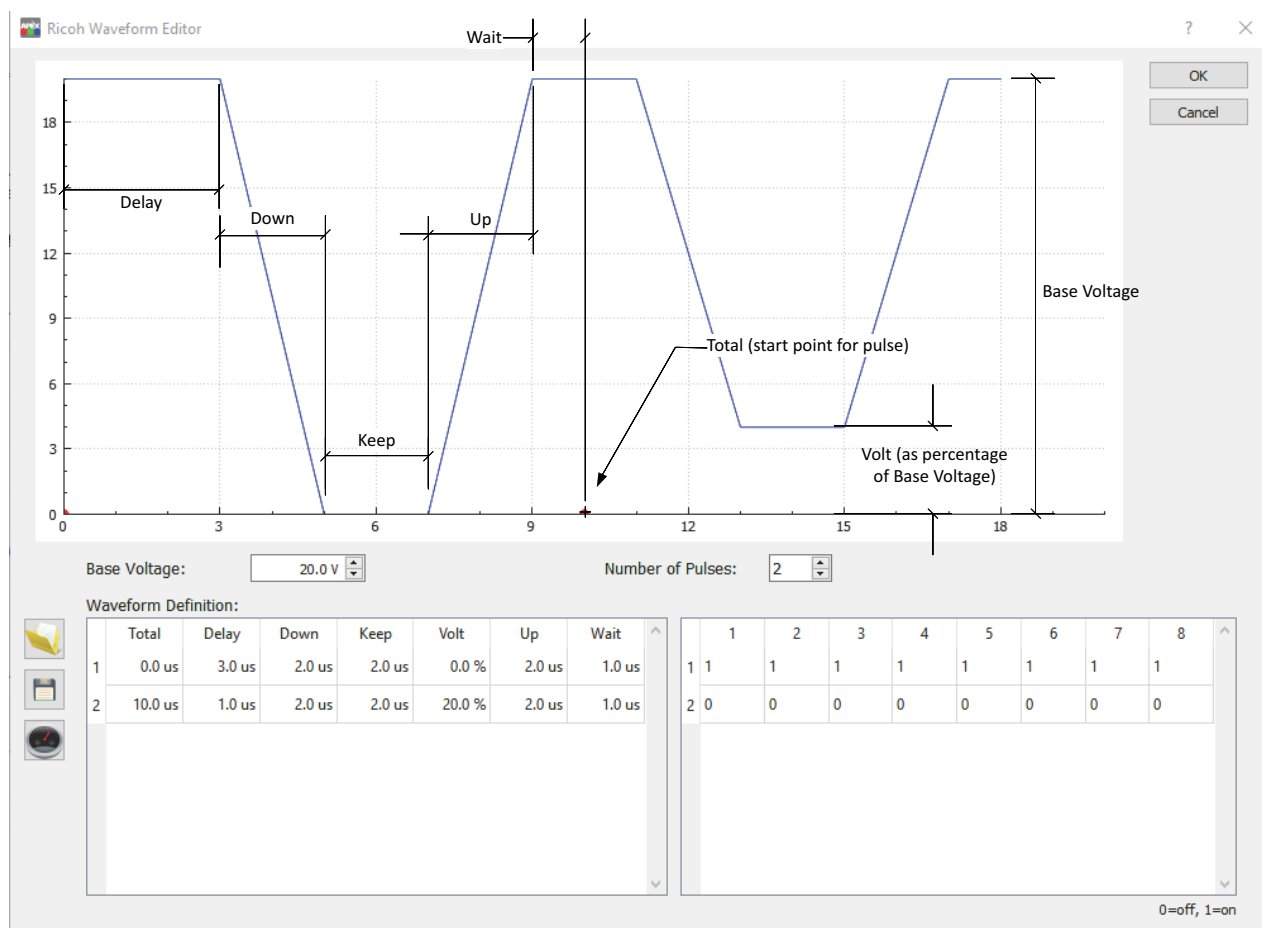 APEX Ricoh Waveform Editor
?
Wait
OK
Cancel
18
15
Delay
Down
Up
12
Base Voltage
9
Total (start point for pulse)
6
Keep
3
Volt (as percentage
of Base Voltage)
0
0 3 6 9 12 15 18
Base Voltage: 20.0 V Number of Pulses: 2
Waveform Definition:
Total Delay Down Keep Volt Up Wait 1 2 3 4 5 6 7 8
1 0.0 us 3.0 us 2.0 us 2.0 us 0.0 % 2.0 us 1.0 us 1 1 1 1 1 1 1 1 1
2 10.0 us 1.0 us 2.0 us 2.0 us 20.0 % 2.0 us 1.0 us 2 0 0 0 0 0 0 0 0
0=off, 1=on